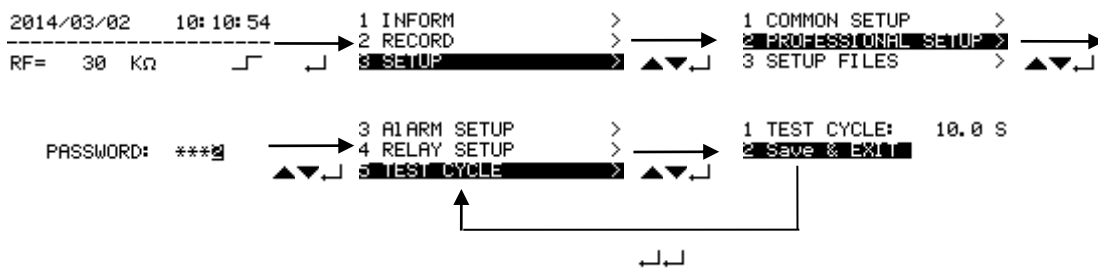 2014/03/02 10:10:54
RF= 30 KΩ
1 INFORM >
2 RECORD >
3 SETUP >
1 COMMON SETUP >
2 PROFESSIONAL SETUP >
3 SETUP FILES >
PASSWORD: ***2
3 AlARM SETUP >
4 RELAY SETUP >
5 TEST CYCLE >
1 TEST CYCLE: 10.0 S
2 Save & EXIT